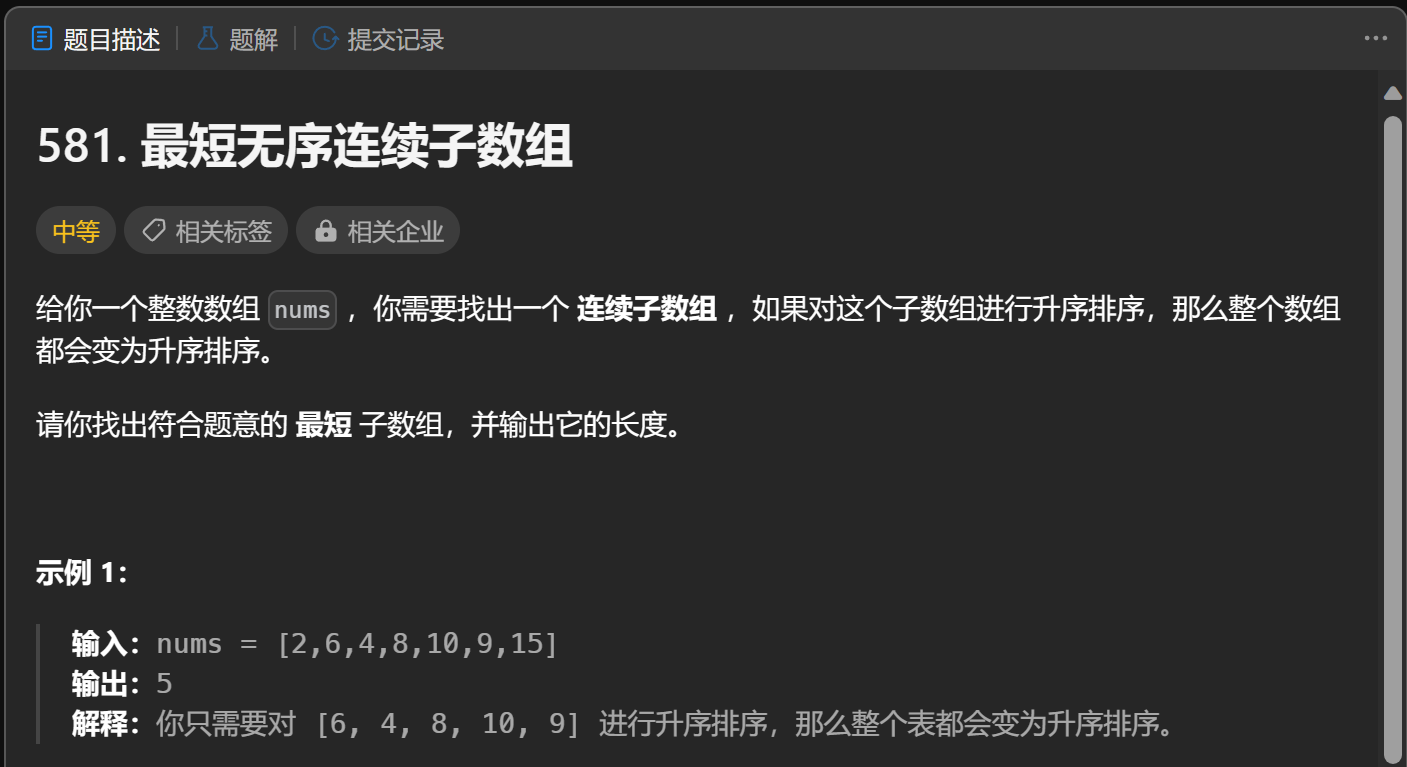 题目描述 题解 提交记录
581. 最短无序连续子数组
中等 相关标签 相关企业
给你一个整数数组 nums ，你需要找出一个 连续子数组 ，如果对这个子数组进行升序排序，那么整个数组
都会变为升序排序。
请你找出符合题意的 最短 子数组，并输出它的长度。
示例 1：
输入：nums = [2,6,4,8,10,9,15]
输出：5
解释：你只需要对 [6, 4, 8, 10, 9] 进行升序排序，那么整个表都会变为升序排序。